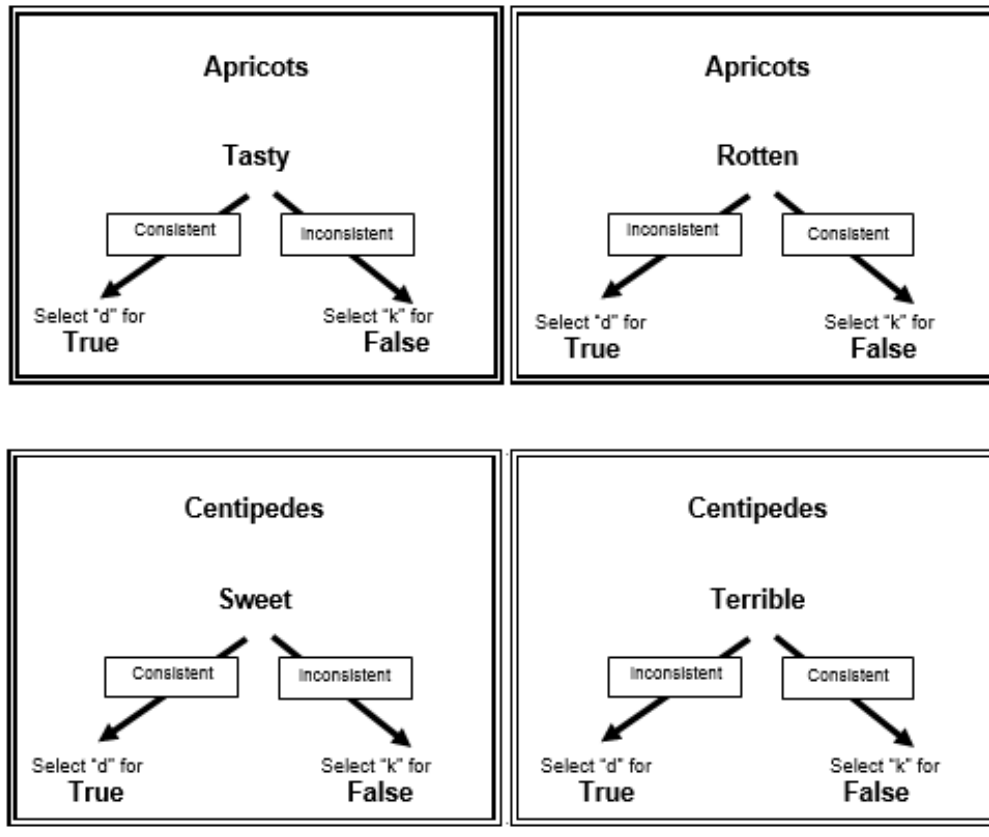 Apricots
Tasty
Consistent
Inconsistent
Select "d" for
True
Select "k" for
False
Apricots
Rotten
Inconsistent
Consistent
Select "d" for
True
Select "k" for
False
Centipedes
Sweet
Consistent
Inconsistent
Select "d" for
True
Select "k" for
False
Centipedes
Terrible
Inconsistent
Consistent
Select "d" for
True
Select "k" for
False